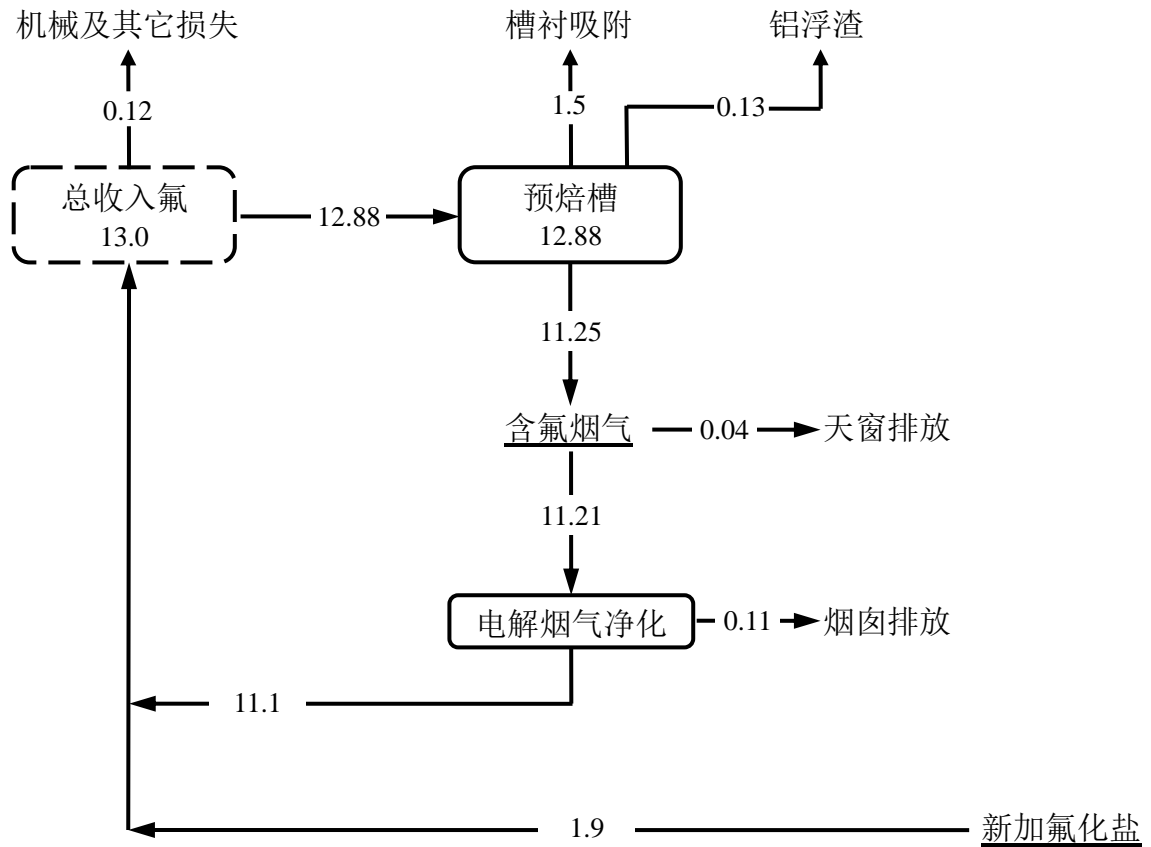 机械及其它损失
槽衬吸附
铝浮渣
0.12
1.5
0.13
总收入氟
13.0
12.88
预焙槽
12.88
11.25
含氟烟气
0.04
天窗排放
11.21
电解烟气净化
0.11
烟囱排放
11.1
1.9
新加氟化盐